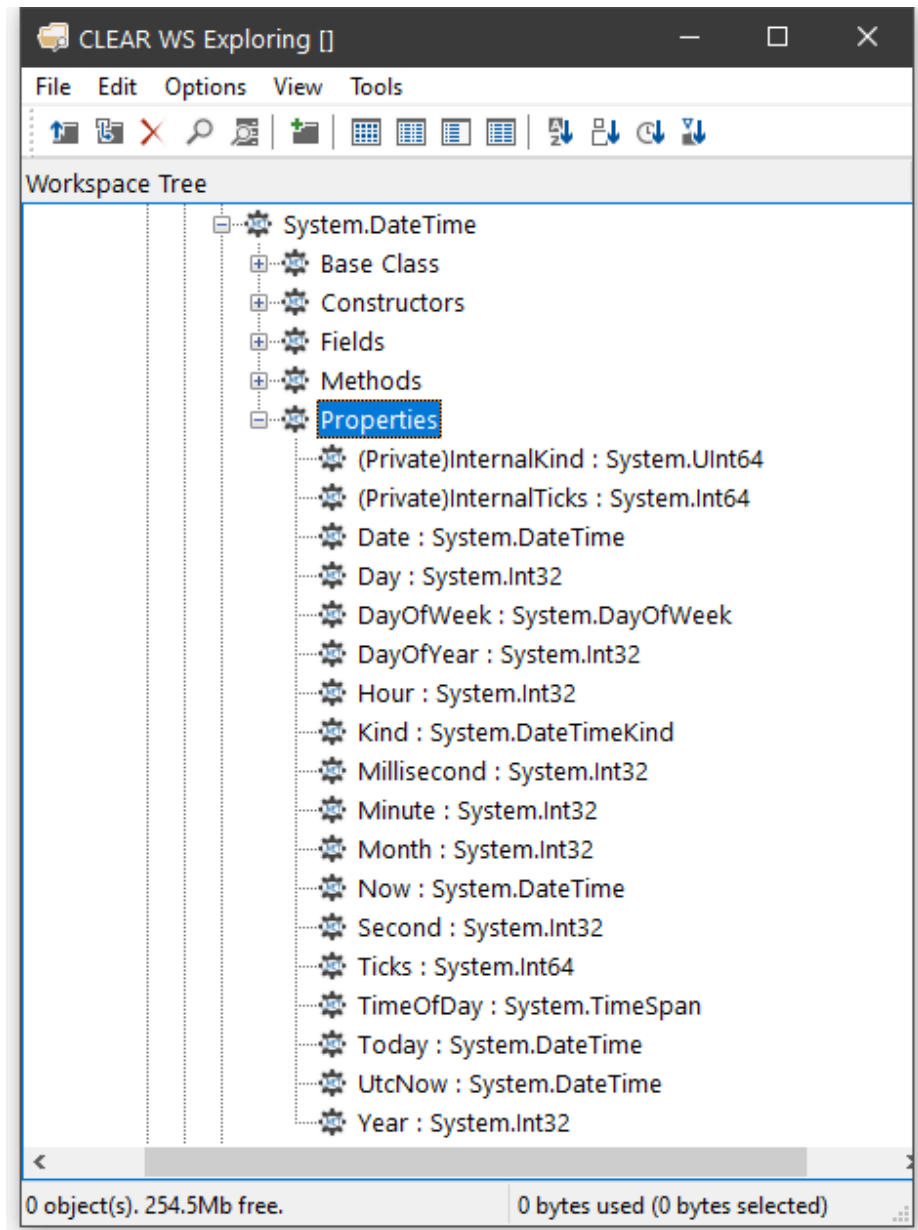 CLEAR WS Exploring []
File Edit Options View Tools
Workspace Tree
System.DateTime
Base Class
Constructors
Fields
Methods
Properties
(Private)InternalKind : System.UInt64
(Private)InternalTicks : System.Int64
Date : System.DateTime
Day : System.Int32
DayOfWeek : System.DayOfWeek
DayOfYear : System.Int32
Hour : System.Int32
Kind : System.DateTimeKind
Millisecond : System.Int32
Minute : System.Int32
Month : System.Int32
Now : System.DateTime
Second : System.Int32
Ticks : System.Int64
TimeOfDay : System.TimeSpan
Today : System.DateTime
UtcNow : System.DateTime
Year : System.Int32
0 object(s). 254.5Mb free. 0 bytes used (0 bytes selected)